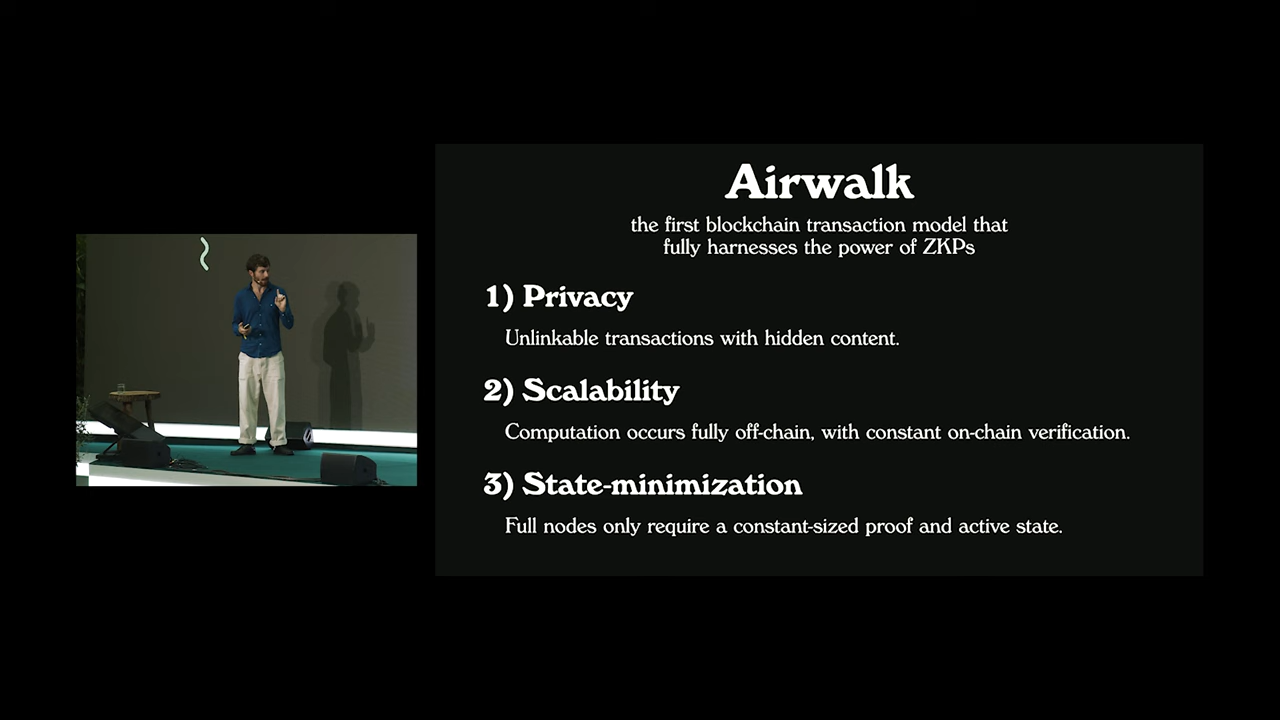 Airwalk
the first blockchain transaction model that
fully harnesses the power of ZKPs
1) Privacy
Unlinkable transactions with hidden content.
2) Scalability
Computation occurs fully off-chain, with constant on-chain verification.
3) State-minimization
Full nodes only require a constant-sized proof and active state.